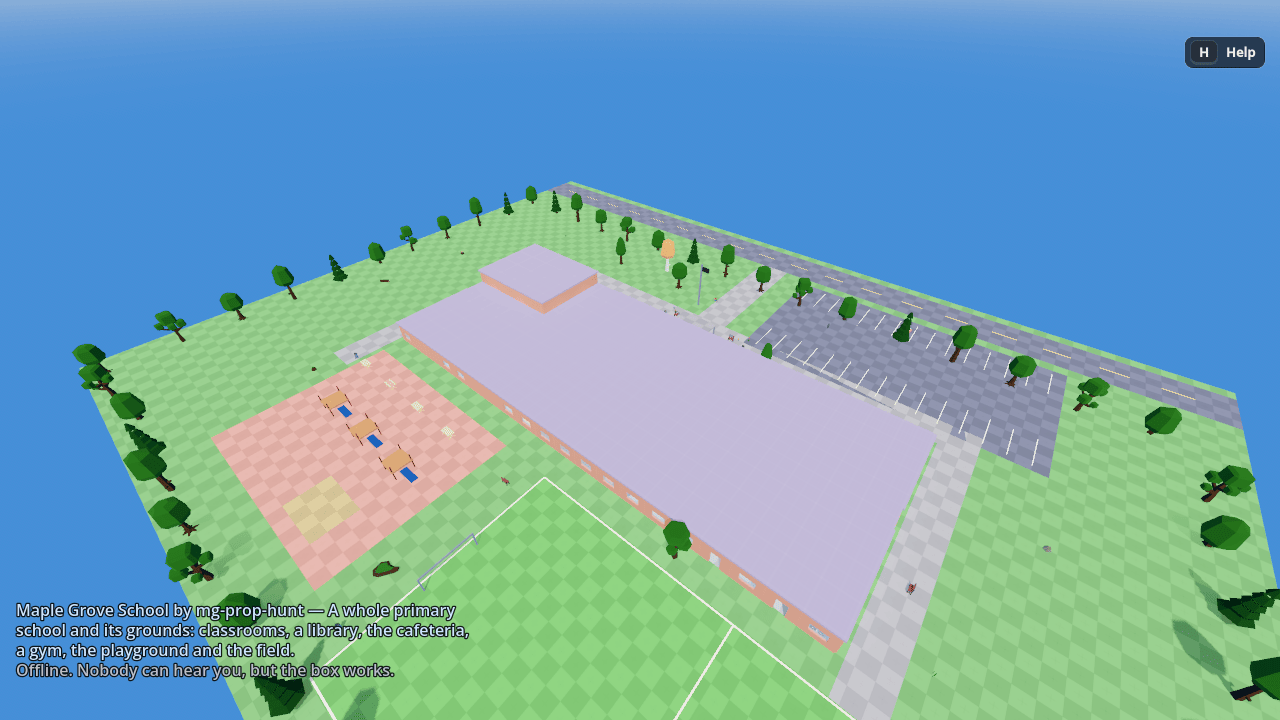 H Help
Maple Grove School by mg-prop-hunt — A whole primary
school and its grounds: classrooms, a library, the cafeteria,
a gym, the playground and the field.
Offline. Nobody can hear you, but the box works.